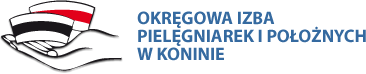 OKRĘGOWA IZBA
PIELĘGNIAREK I POŁOŻNYCH
W KONINIE